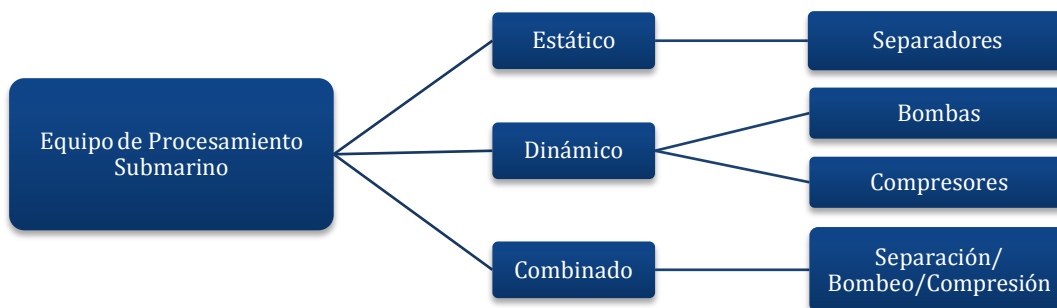 Equipo de Procesamiento
Submarino
Estático
Dinámico
Combinado
Separadores
Bombas
Compresores
Separación/
Bombeo/Compresión